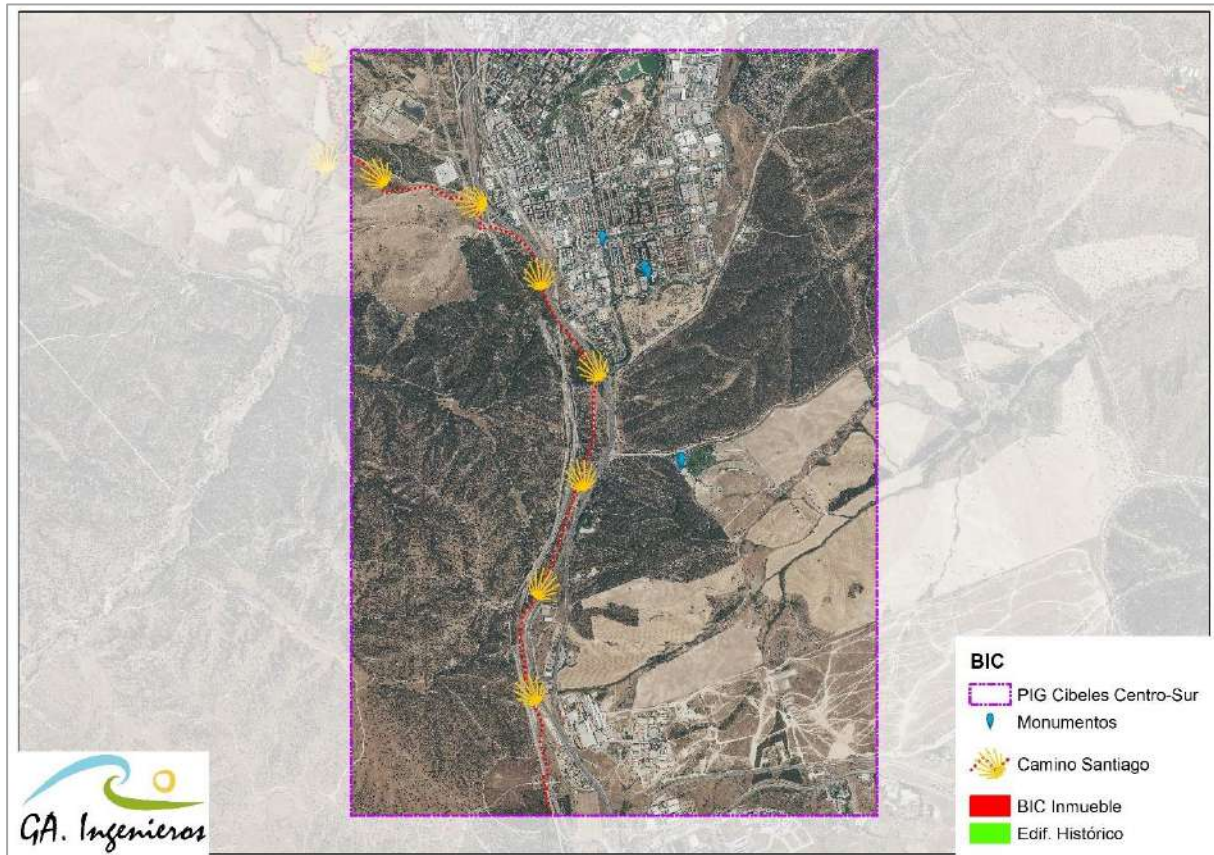 BIC
PIG Cibeles Centro-Sur
Monumentos
Camino Santiago
BIC Inmueble
Edif. Histórico
GA. Ingenieros